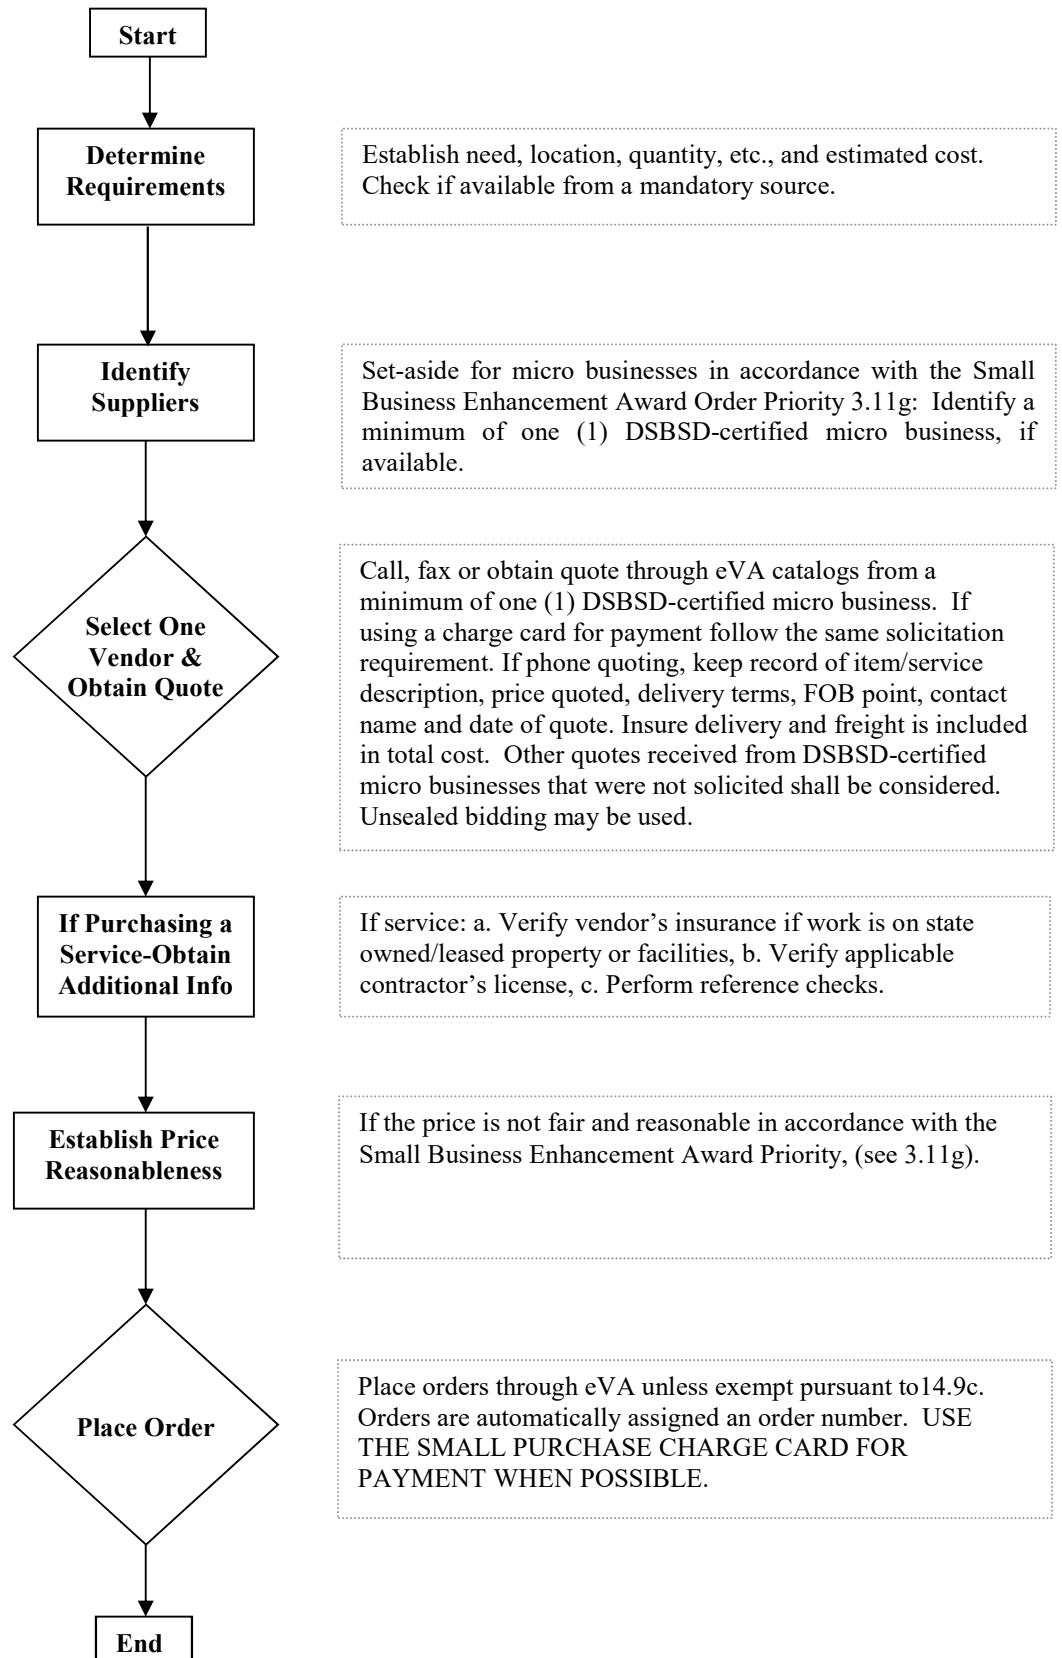 Start
Determine
Requirements
Establish need, location, quantity, etc., and estimated cost.
Check if available from a mandatory source.
Identify
Suppliers
Set-aside for micro businesses in accordance with the Small
Business Enhancement Award Order Priority 3.11g:  Identify a
minimum of one (1) DSBSD-certified micro business, if
available.
Select One
Vendor &
Obtain Quote
Call, fax or obtain quote through eVA catalogs from a
minimum of one (1) DSBSD-certified micro business.  If
using a charge card for payment follow the same solicitation
requirement. If phone quoting, keep record of item/service
description, price quoted, delivery terms, FOB point, contact
name and date of quote. Insure delivery and freight is included
in total cost.  Other quotes received from DSBSD-certified
micro businesses that were not solicited shall be considered.
Unsealed bidding may be used.
If Purchasing a
Service-Obtain
Additional Info
If service: a. Verify vendor’s insurance if work is on state
owned/leased property or facilities, b. Verify applicable
contractor’s license, c. Perform reference checks.
Establish Price
Reasonableness
If the price is not fair and reasonable in accordance with the
Small Business Enhancement Award Priority, (see 3.11g).
Place Order
Place orders through eVA unless exempt pursuant to14.9c.
Orders are automatically assigned an order number.  USE
THE SMALL PURCHASE CHARGE CARD FOR
PAYMENT WHEN POSSIBLE.
End